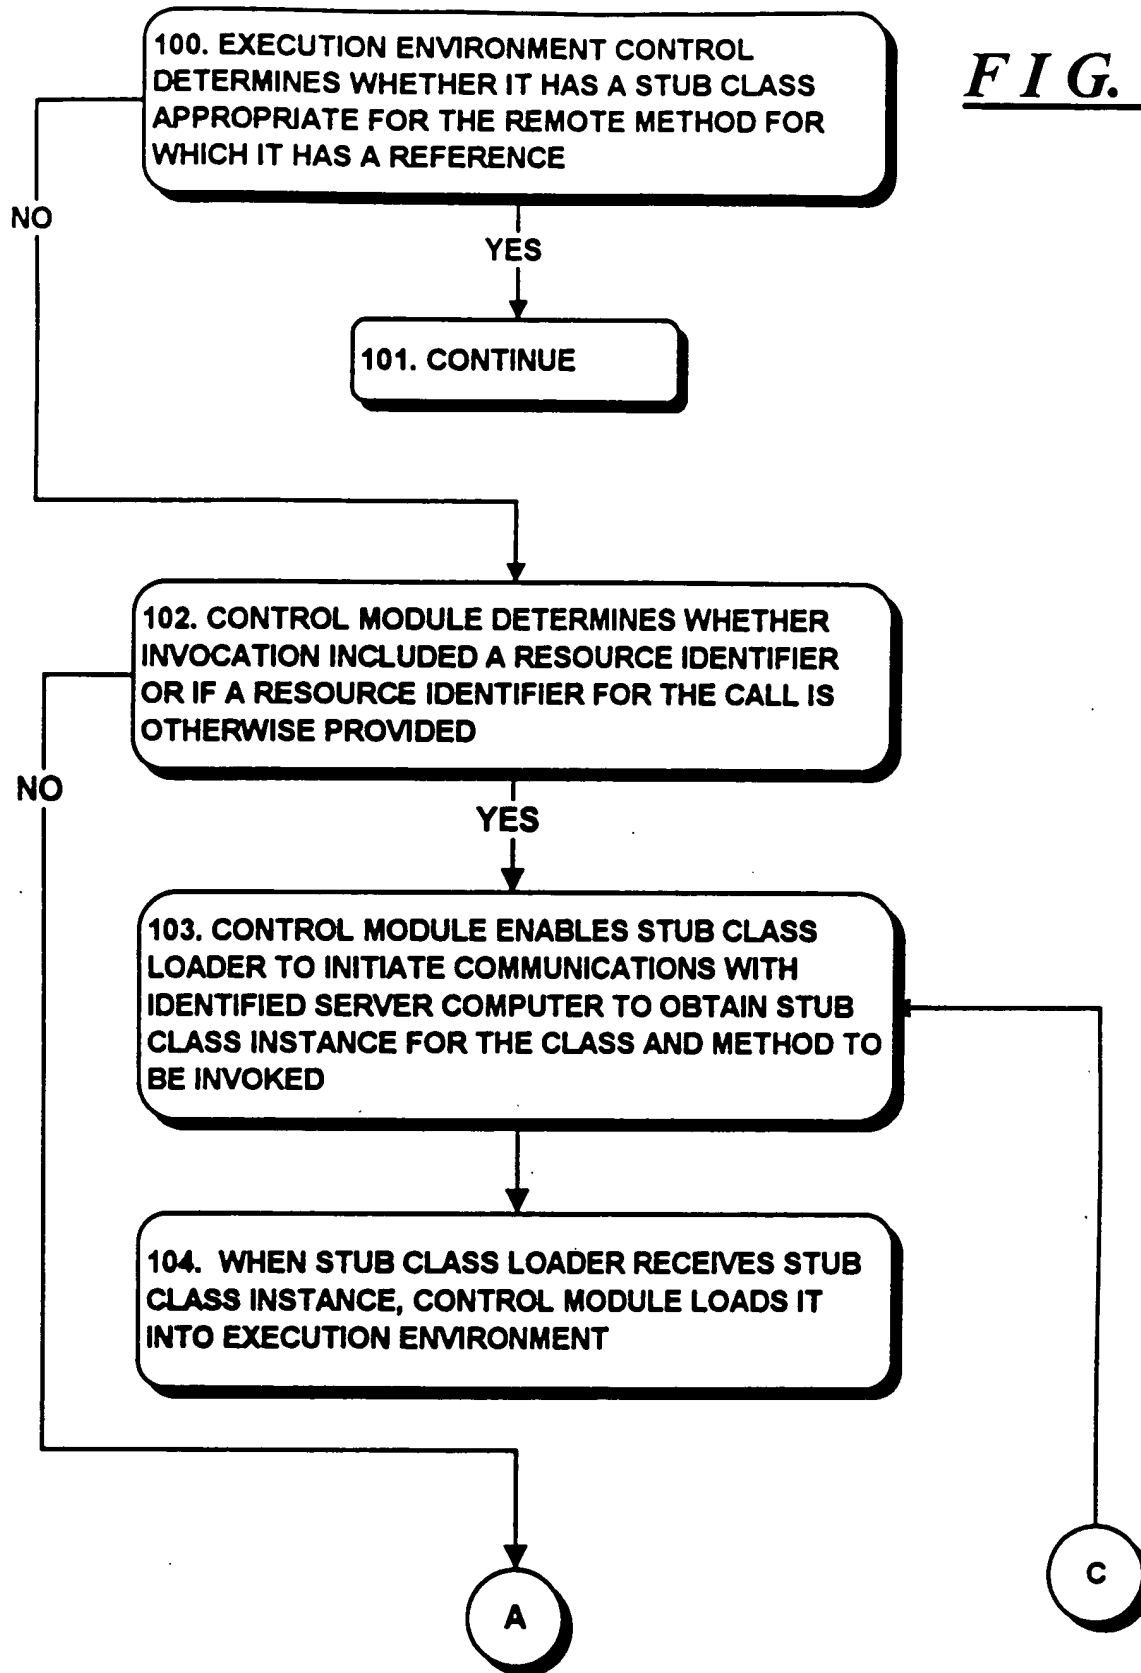 100. EXECUTION ENVIRONMENT CONTROL
DETERMINES WHETHER IT HAS A STUB CLASS
APPROPRIATE FOR THE REMOTE METHOD FOR
WHICH IT HAS A REFERENCE
FIG.
NO
YES
101. CONTINUE
102. CONTROL MODULE DETERMINES WHETHER
INVOCATION INCLUDED A RESOURCE IDENTIFIER
OR IF A RESOURCE IDENTIFIER FOR THE CALL IS
OTHERWISE PROVIDED
NO
YES
103. CONTROL MODULE ENABLES STUB CLASS
LOADER TO INITIATE COMMUNICATIONS WITH
IDENTIFIED SERVER COMPUTER TO OBTAIN STUB
CLASS INSTANCE FOR THE CLASS AND METHOD TO
BE INVOKED
104. WHEN STUB CLASS LOADER RECEIVES STUB
CLASS INSTANCE, CONTROL MODULE LOADS IT
INTO EXECUTION ENVIRONMENT
C
A